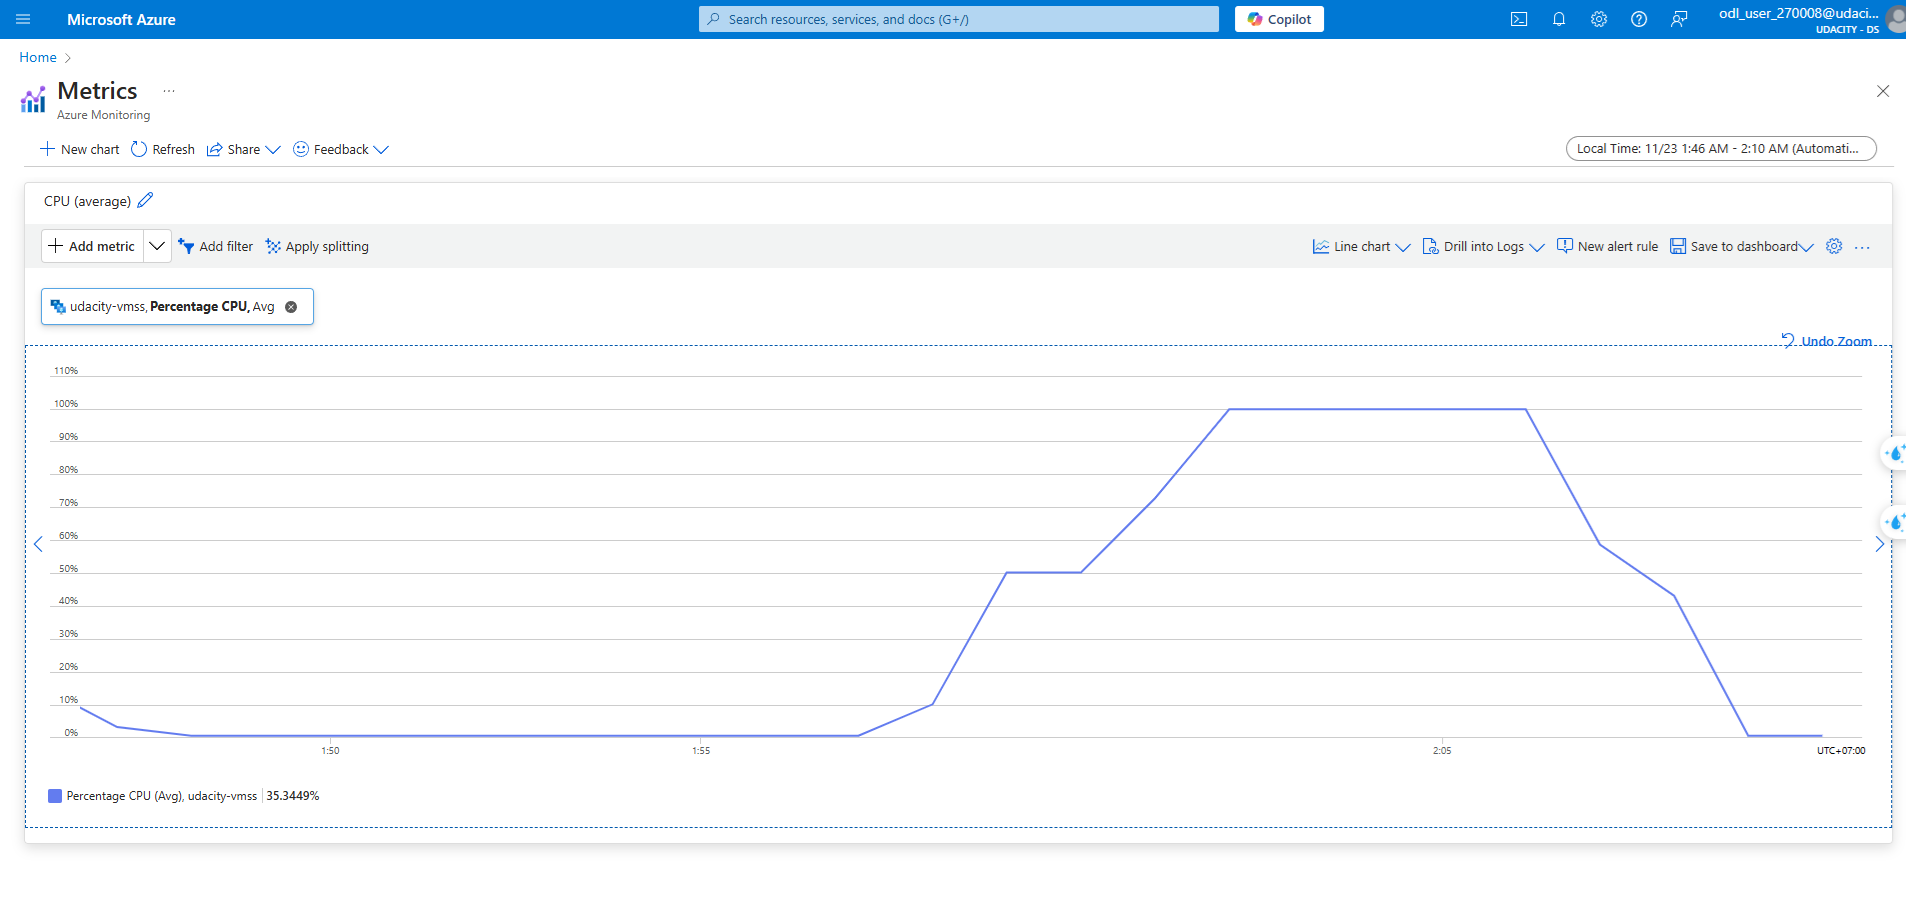 Microsoft Azure
Search resources, services, and docs (G+/)
Copilot
odl_user_270008@udaci...
UDACITY - DS
Home
Metrics
...
Azure Monitoring
New chart
Refresh
Share
Feedback
Local Time: 11/23 1:46 AM - 2:10 AM (Automati...
CPU (average)
Add metric
Add filter
Apply splitting
Line chart
Drill into Logs
New alert rule
Save to dashboard
...
udacity-vmss, Percentage CPU, Avg
Undo Zoom
110%
100%
90%
80%
70%
60%
50%
40%
30%
20%
10%
0%
1:50
1:55
2:05
UTC+07:00
Percentage CPU (Avg), udacity-vmss
35.3449%